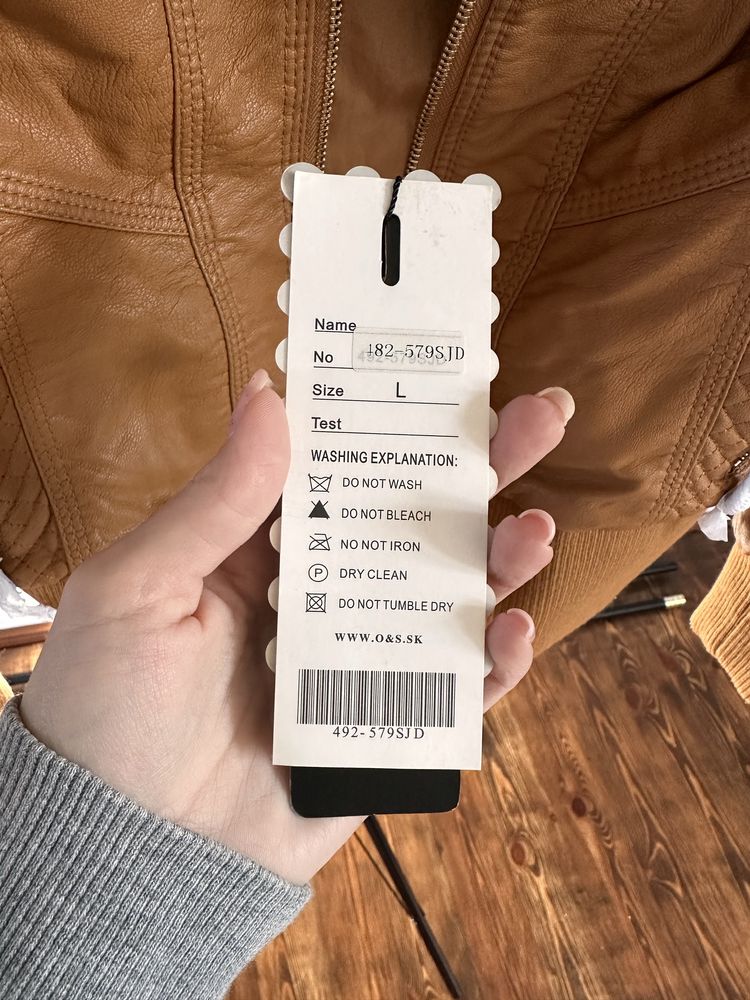 Name
No 482-579SJD
Size L
Test
WASHING EXPLANATION:
DO NOT WASH
DO NOT BLEACH
NO NOT IRON
P DRY CLEAN
DO NOT TUMBLE DRY
WWW.O&S.SK
492-579SJD